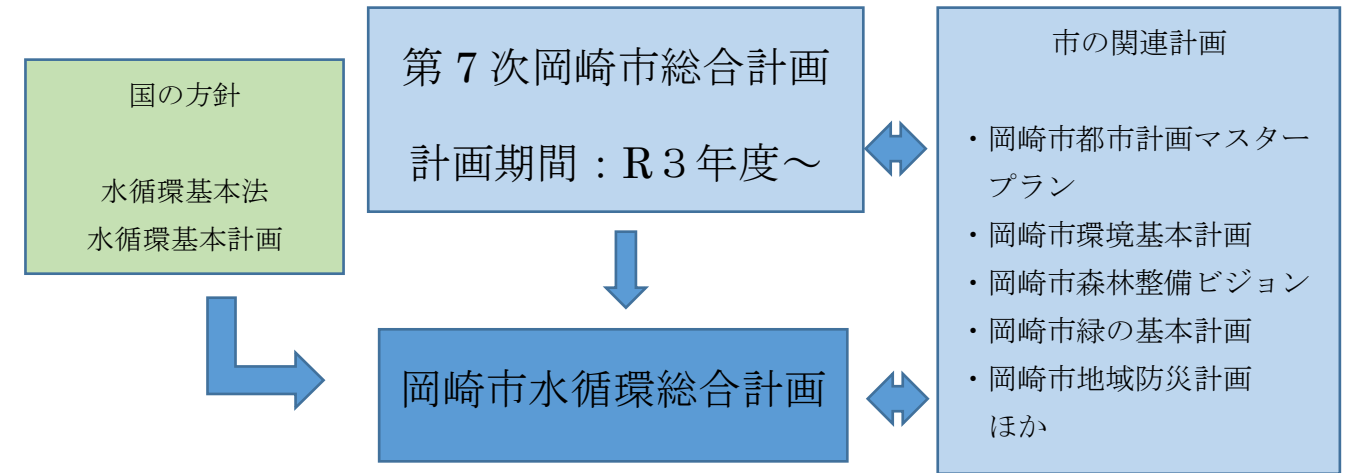 国の方針
水循環基本法
水循環基本計画
第7次岡崎市総合計画
計画期間：R３年度～
岡崎市水循環総合計画
市の関連計画
・岡崎市都市計画マスター
プラン
・岡崎市環境基本計画
・岡崎市森林整備ビジョン
・岡崎市緑の基本計画
・岡崎市地域防災計画
ほか